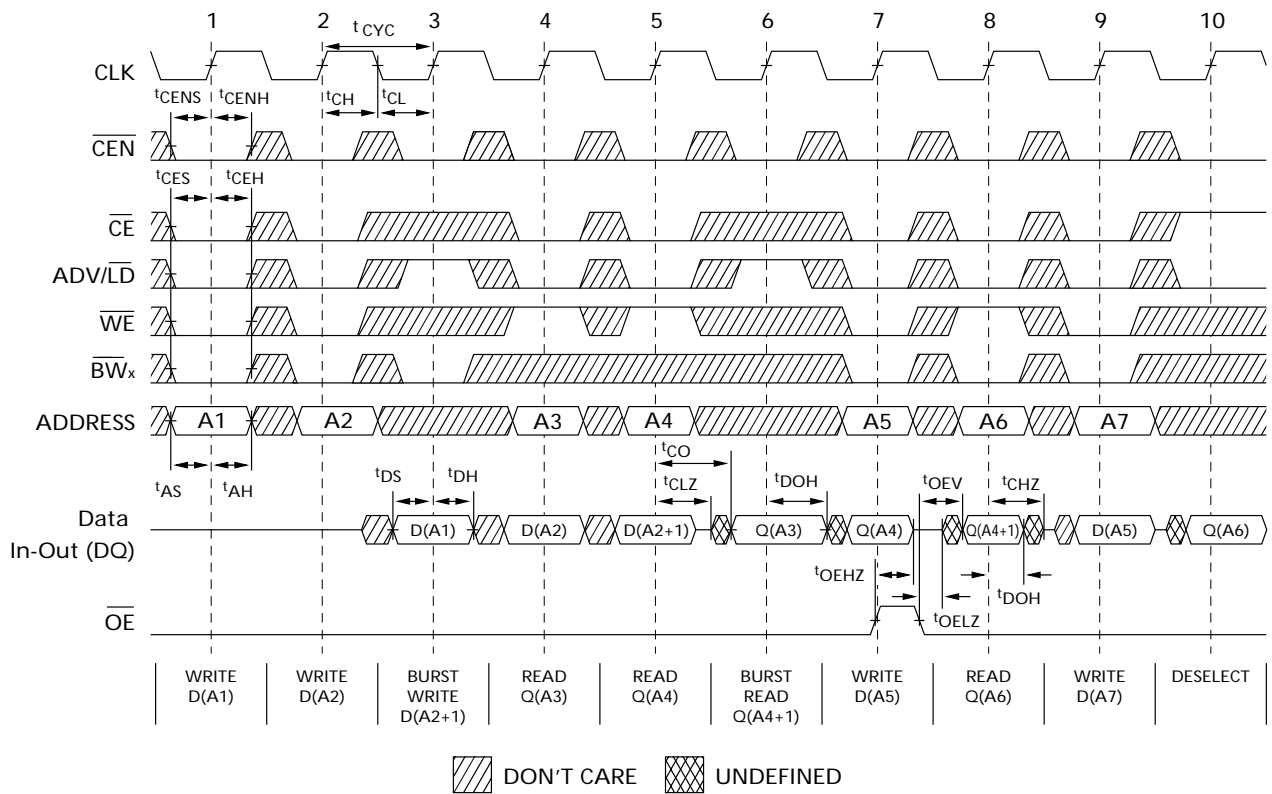 1 2 3 4 5 6 7 8 9 10
tCYC
CLK
tCENS tCENH tCH tCL
CEN
tCES tCEH
CE
ADV/LD
WE
BWx
ADDRESS A1 A2 A3 A4 A5 A6 A7
tCO
tAS tAH tDS tDH tCLZ tDOH tOEV tCHZ
Data
In-Out (DQ) D(A1) D(A2) D(A2+1) Q(A3) Q(A4) Q(A4+1) D(A5) Q(A6)
tOEHZ tDOH
tOELZ
OE
WRITE
D(A1)
WRITE
D(A2)
BURST
WRITE
D(A2+1)
READ
Q(A3)
READ
Q(A4)
BURST
READ
Q(A4+1)
WRITE
D(A5)
READ
Q(A6)
WRITE
D(A7)
DESELECT
DON'T CARE UNDEFINED